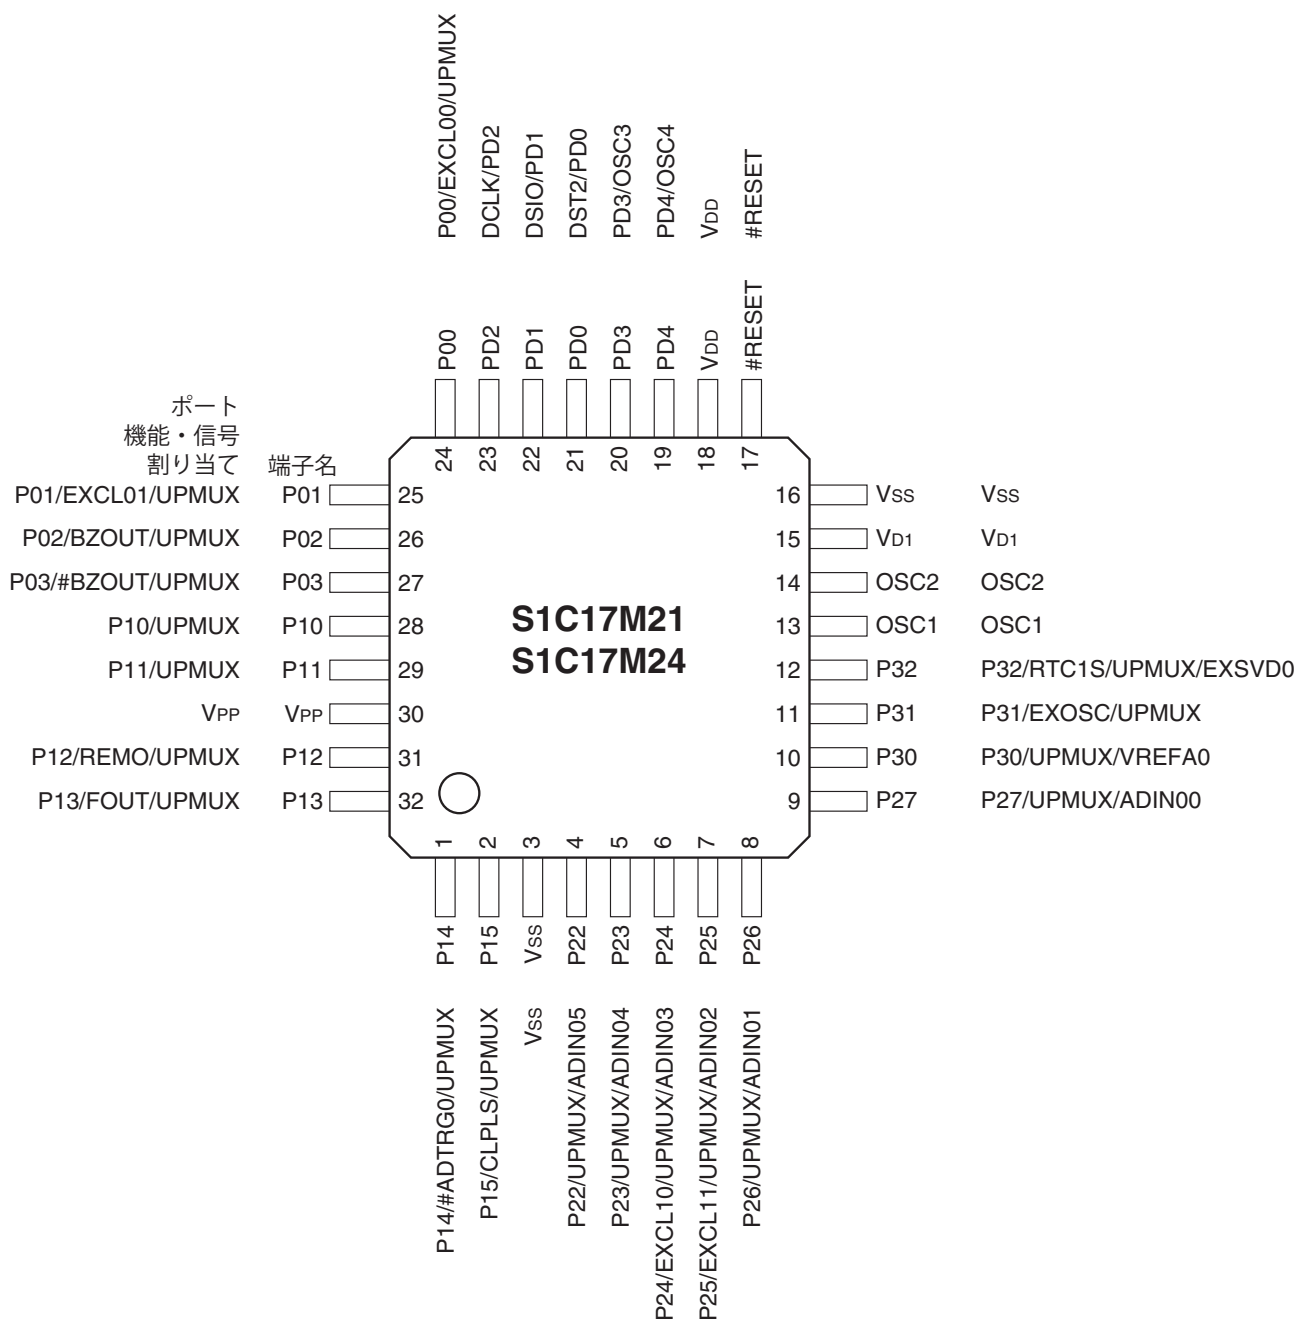 P00/EXCL00/UPMUX
DCLK/PD2
DSIO/PD1
DST2/PD0
PD3/OSC3
PD4/OSC4
VDD
#RESET
P00
PD2
PD1
PD0
PD3
PD4
VDD
#RESET
24
23
22
21
20
19
18
17
ポート
機能・信号
割り当て 端子名
P01/EXCL01/UPMUX P01 25
P02/BZOUT/UPMUX P02 26
P03/#BZOUT/UPMUX P03 27
P10/UPMUX P10 28
P11/UPMUX P11 29
VPP VPP 30
P12/REMO/UPMUX P12 31
P13/FOUT/UPMUX P13 32
S1C17M21
S1C17M24
16 VSS VSS
15 VD1 VD1
14 OSC2 OSC2
13 OSC1 OSC1
12 P32 P32/RTC1S/UPMUX/EXSVD0
11 P31 P31/EXOSC/UPMUX
10 P30 P30/UPMUX/VREFA0
9 P27 P27/UPMUX/ADIN00
1
2
3
4
5
6
7
8
P14
P15
VSS
P22
P23
P24
P25
P26
P14/#ADTRG0/UPMUX
P15/CLPLS/UPMUX
VSS
P22/UPMUX/ADIN05
P23/UPMUX/ADIN04
P24/EXCL10/UPMUX/ADIN03
P25/EXCL11/UPMUX/ADIN02
P26/UPMUX/ADIN01